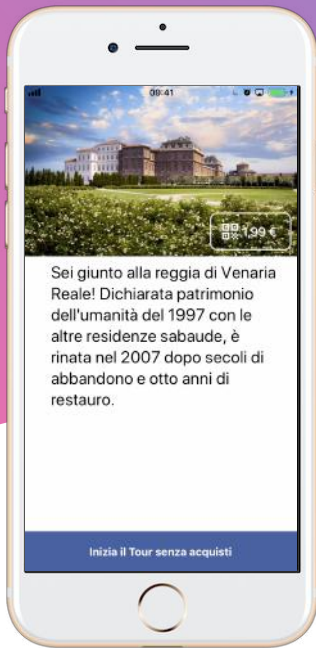 09:41
1,99 €
Sei giunto alla reggia di Venaria
Reale! Dichiarata patrimonio
dell'umanità del 1997 con le
altre residenze sabaude, è
rinata nel 2007 dopo secoli di
abbandono e otto anni di
restauro.
Inizia il Tour senza acquisti